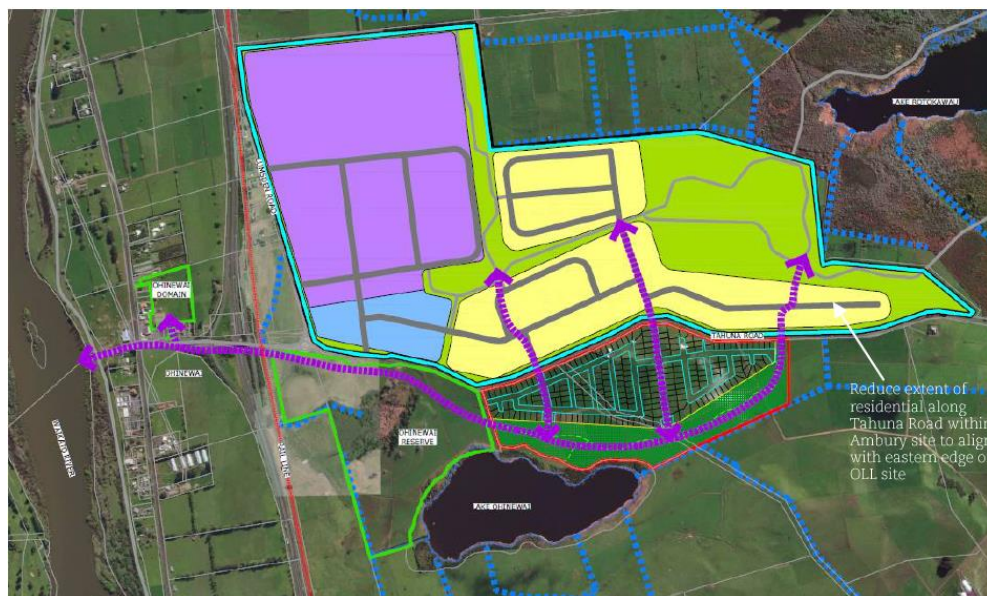 LAKE ROTOKAWAU
OHINEWAI
DOMAIN
OHINEWAI
TAHUNA ROAD
OHINEWAI
RESERVE
LAKE OHINEWAI
Reduce extent of
residential along
Tahuna Road within
Ambury site to align
with eastern edge o
OLL site